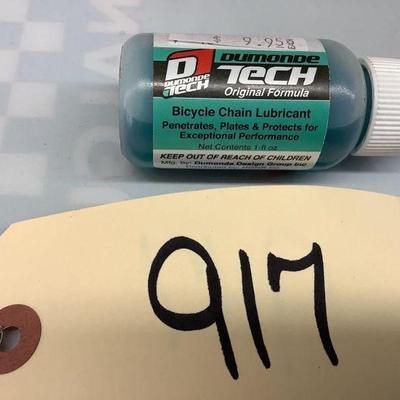 $ 9.95
DUMONDE
D DUMONDE TECH
TECH
Original Formula
Bicycle Chain Lubricant
Penetrates, Plates & Protects for
Exceptional Performance
Net Contents 1 fl oz
KEEP OUT OF REACH OF CHILDREN
Mfg. by: Dumonde Design Group Inc
917